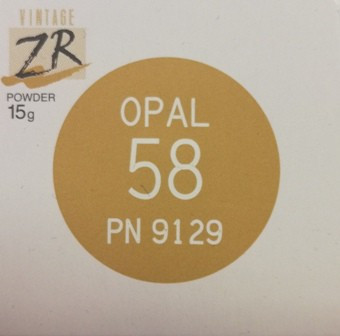 VINTAGE
ZR
POWDER
15g
OPAL
58
PN 9129